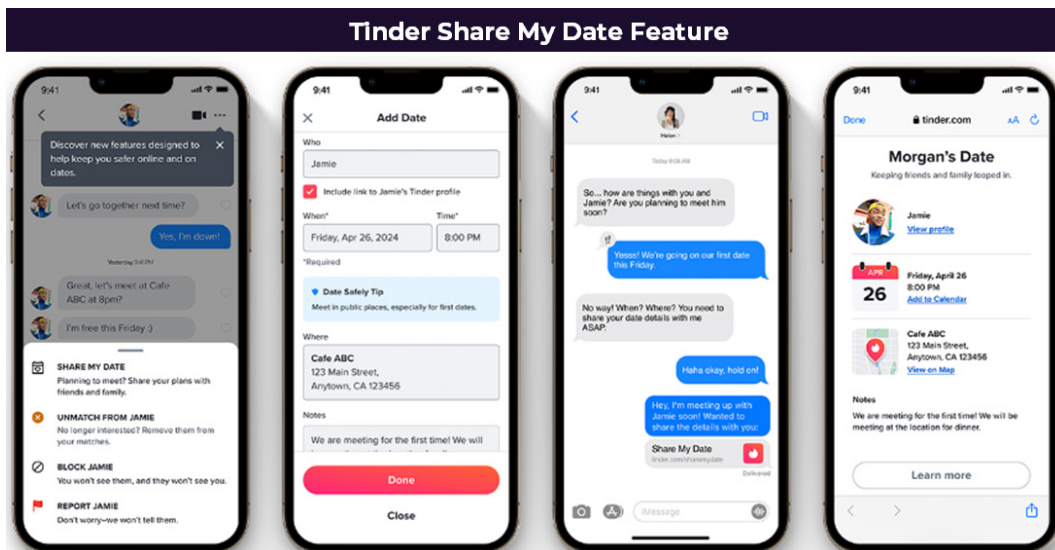 Tinder Share My Date Feature
9:41
Discover new features designed to
help keep you safer online and on
dates.
Let's go together next time?
Yes, I'm down!
Yesterday 3:41 PM
Great, let's meet at Cafe
ABC at 8pm?
I'm free this Friday :)
SHARE MY DATE
Planning to meet? Share your plans with
friends and family.
UNMATCH FROM JAMIE
No longer interested? Remove them from
your matches.
BLOCK JAMIE
You won't see them, and they won't see you.
REPORT JAMIE
Don't worry–we won't tell them.
9:41
Add Date
Who
Jamie
Include link to Jamie's Tinder profile
When*
Time*
Friday, Apr 26, 2024
8:00 PM
*Required
Date Safely Tip
Meet in public places, especially for first dates.
Where
Cafe ABC
123 Main Street,
Anytown, CA 123456
Notes
We are meeting for the first time! We will
Done
Close
9:41
Helen
Today 9:08 AM
So... how are things with you and
Jamie? Are you planning to meet him
soon?
Yesss! We're going on our first date
this Friday.
No way! When? Where? You need to
share your date details with me
ASAP.
Haha okay, hold on!
Hey, I'm meeting up with
Jamie soon! Wanted to
share the details with you:
Share My Date
tinder.com/sharemydate
Delivered
iMessage
9:41
Done
tinder.com
AA
Morgan's Date
Keeping friends and family looped in.
Jamie
View profile
APR
26
Friday, April 26
8:00 PM
Add to Calendar
Cafe ABC
123 Main Street,
Anytown, CA 123456
View on Map
Notes
We are meeting for the first time! We will be
meeting at the location for dinner.
Learn more